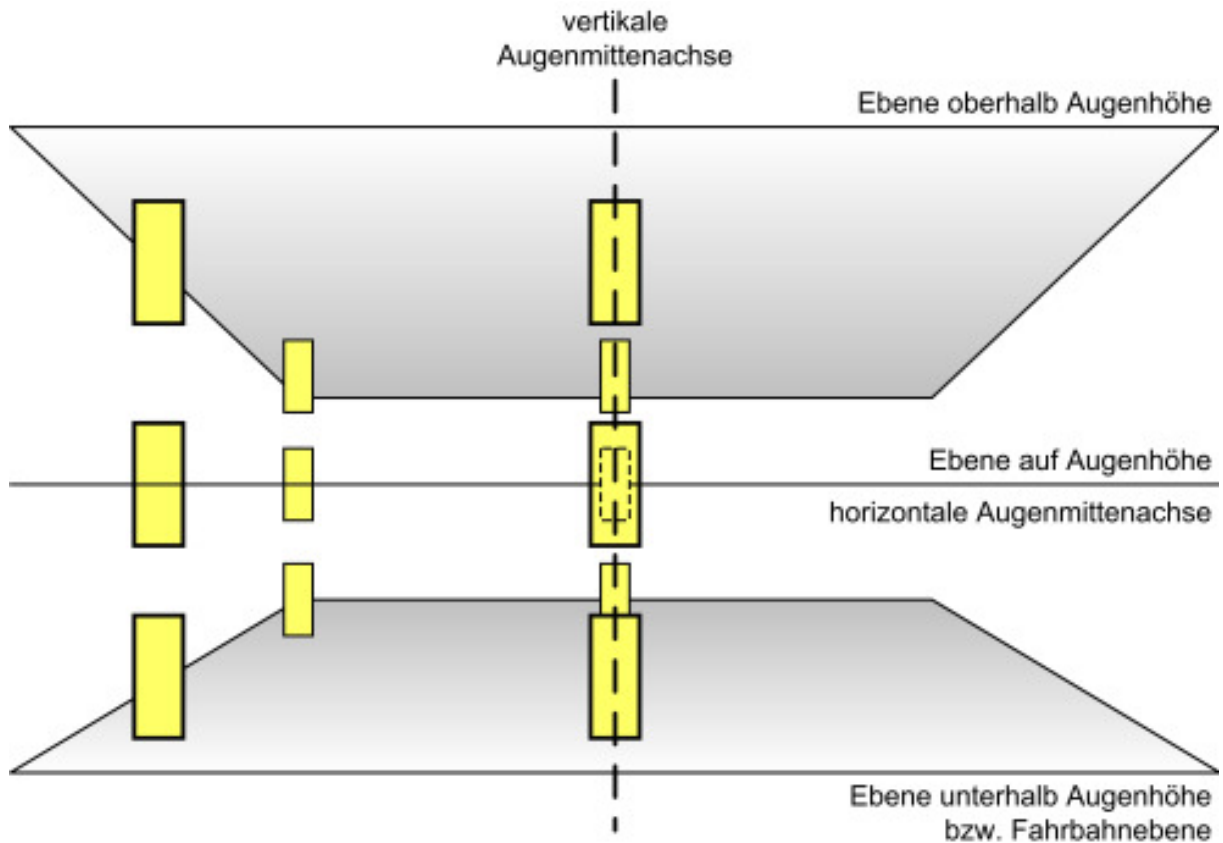 vertikale
Augenmittenachse
Ebene oberhalb Augenhöhe
Ebene auf Augenhöhe
horizontale Augenmittenachse
Ebene unterhalb Augenhöhe
bzw. Fahrbahnebene